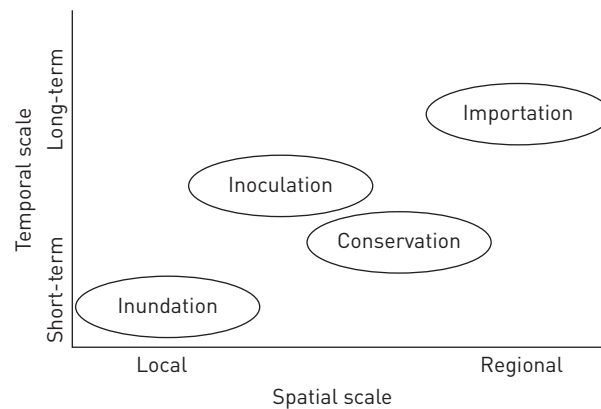 Temporal scale
Long-term
Short-term
Importation
Inoculation
Conservation
Inundation
Local
Regional
Spatial scale